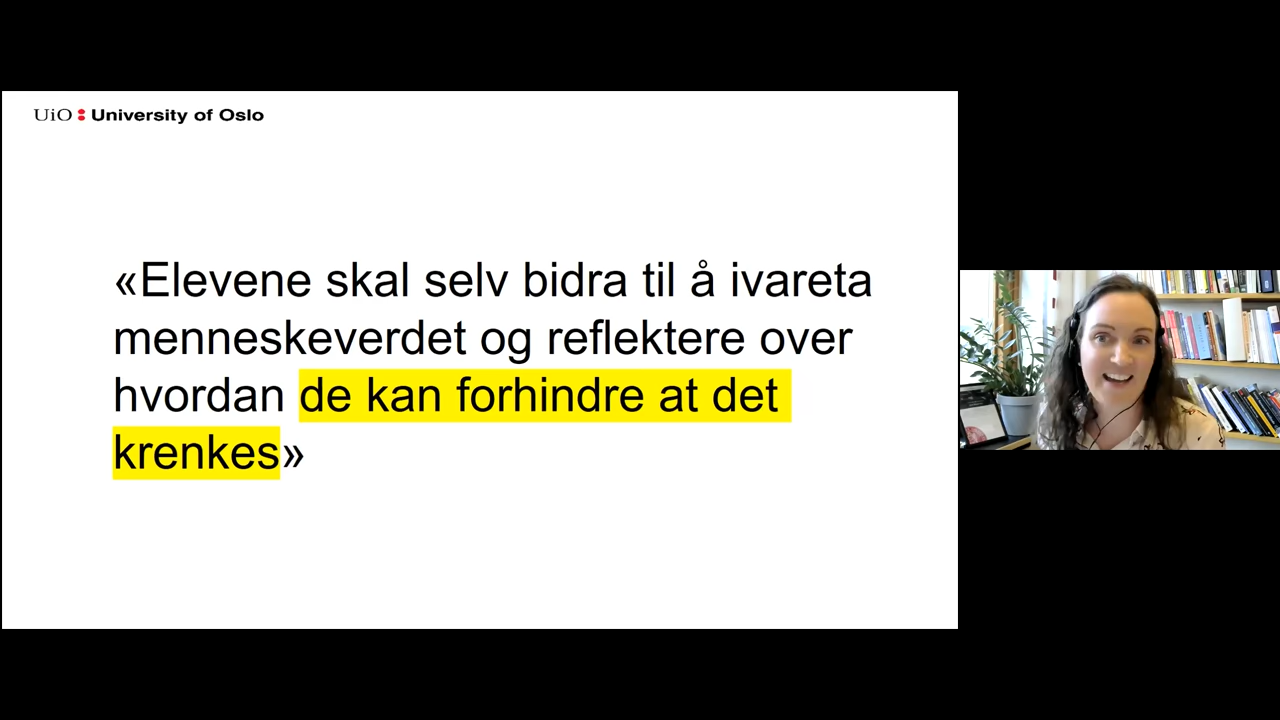 UiO : University of Oslo
«Elevene skal selv bidra til å ivareta
menneskeverdet og reflektere over
hvordan de kan forhindre at det
krenkes»